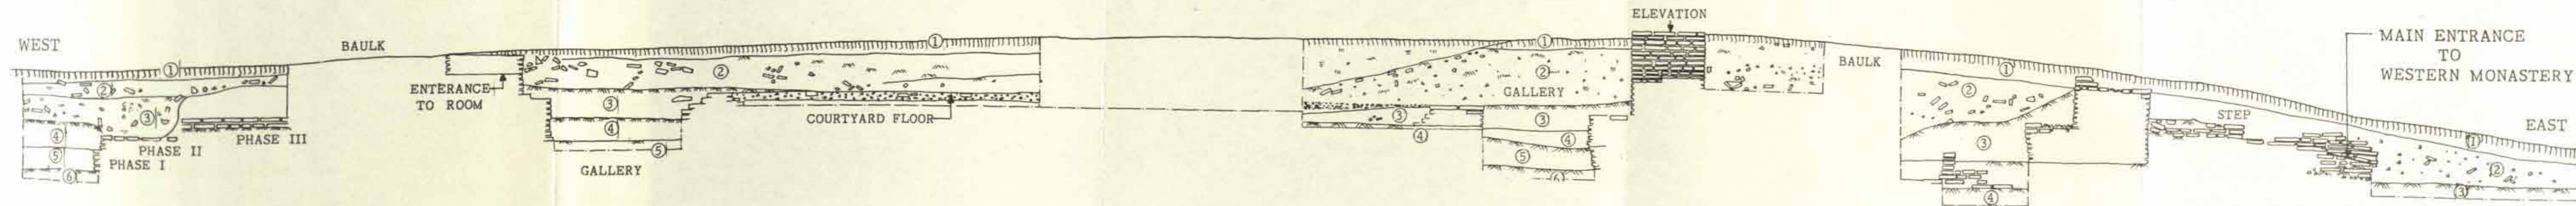 WEST
BAULK
①
②
③
④
⑤
⑥
PHASE I
PHASE II
PHASE III
ENTERANCE
TO ROOM
①
②
③
④
⑤
GALLERY
COURTYARD FLOOR
ELEVATION
①
②
GALLERY
③
③
④
④
⑤
(6)
BAULK
①
②
③
④
STEP
MAIN ENTRANCE
TO
WESTERN MONASTERY
EAST
①
②
③